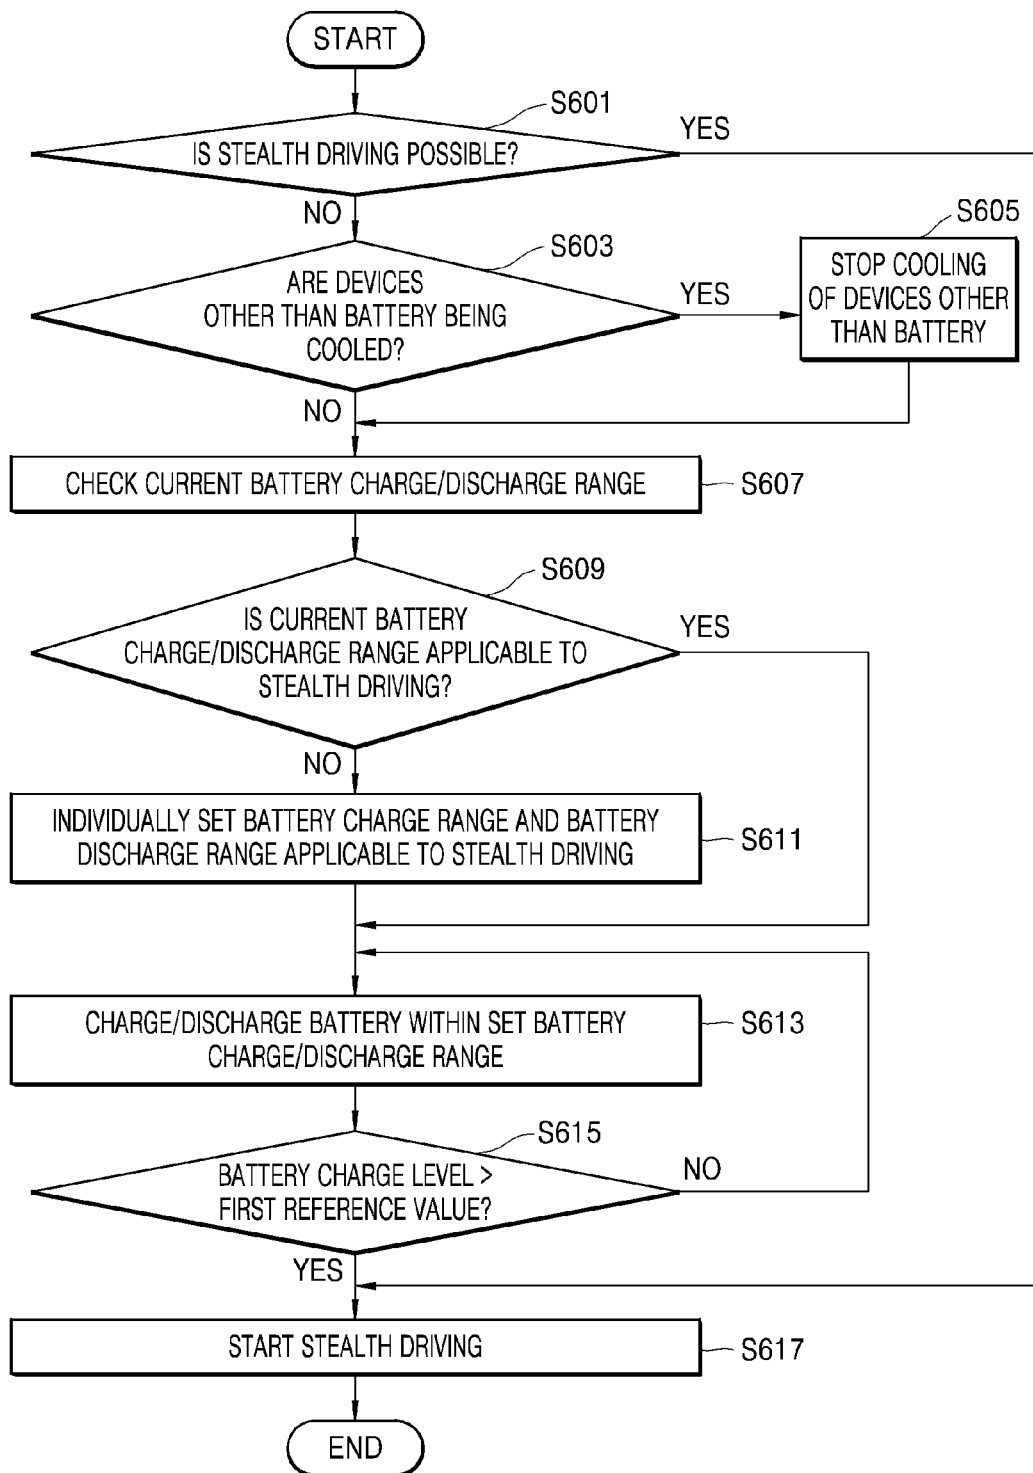 START
S601
IS STEALTH DRIVING POSSIBLE?
YES
NO
S603
ARE DEVICES
OTHER THAN BATTERY BEING
COOLED?
YES
S605
STOP COOLING
OF DEVICES OTHER
THAN BATTERY
NO
CHECK CURRENT BATTERY CHARGE/DISCHARGE RANGE
S607
S609
IS CURRENT BATTERY
CHARGE/DISCHARGE RANGE APPLICABLE TO
STEALTH DRIVING?
YES
NO
INDIVIDUALLY SET BATTERY CHARGE RANGE AND BATTERY
DISCHARGE RANGE APPLICABLE TO STEALTH DRIVING
S611
CHARGE/DISCHARGE BATTERY WITHIN SET BATTERY
CHARGE/DISCHARGE RANGE
S613
S615
BATTERY CHARGE LEVEL >
FIRST REFERENCE VALUE?
NO
YES
START STEALTH DRIVING
S617
END